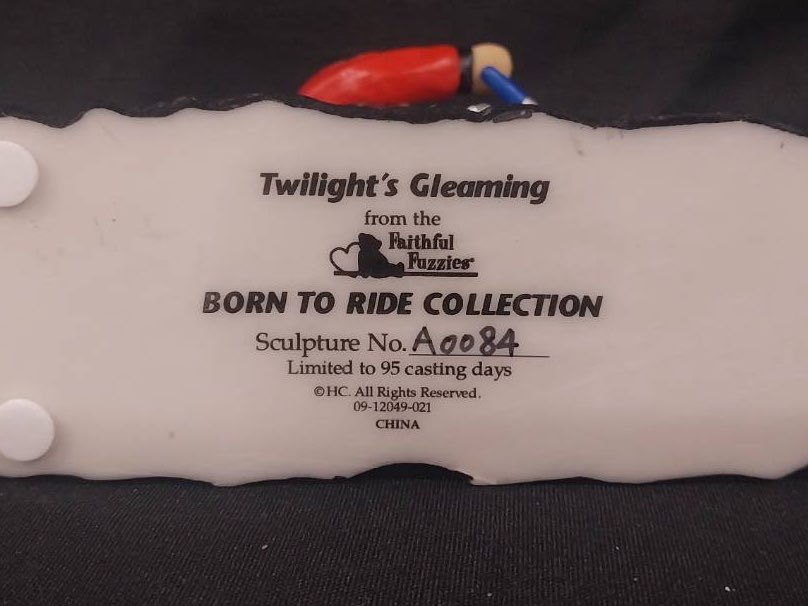 Twilight's Gleaming
from the
Faithful
Fuzzies
BORN TO RIDE COLLECTION
Sculpture No. A0084
Limited to 95 casting days
©HC. All Rights Reserved.
09-12049-021
CHINA